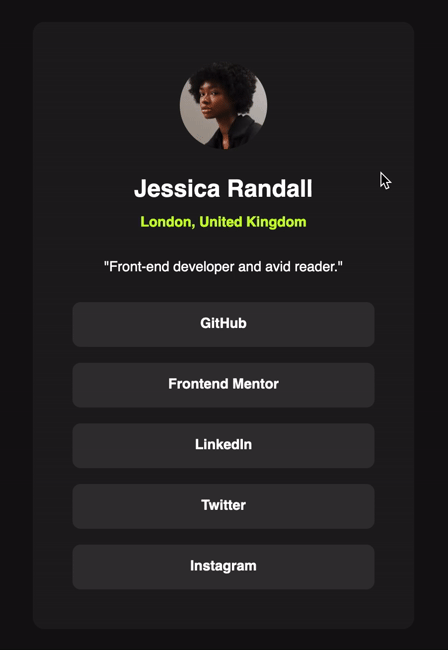 Jessica Randall
London, United Kingdom
"Front-end developer and avid reader."
GitHub
Frontend Mentor
LinkedIn
Twitter
Instagram